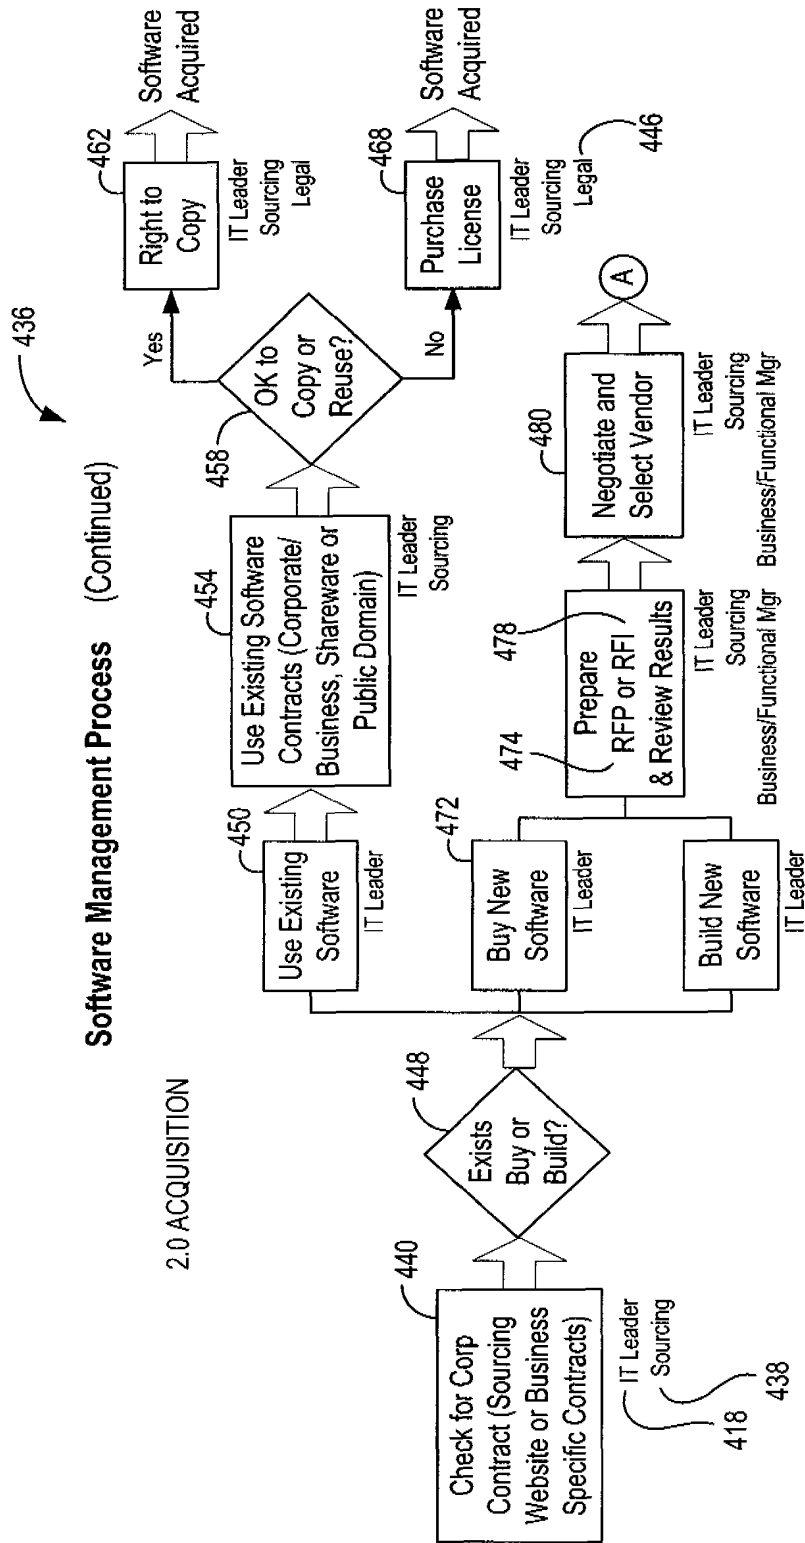 Software Management Process (Continued)
436
2.0 ACQUISITION
440
Check for Corp
Contract (Sourcing
Website or Business
Specific Contracts)
IT Leader
Sourcing
418
438
448
Exists
Buy or
Build?
450
Use Existing
Software
IT Leader
454
Use Existing Software
Contracts (Corporate/
Business, Shareware or
Public Domain)
IT Leader
Sourcing
458
OK to
Copy or
Reuse?
Yes
462
Right to
Copy
IT Leader
Sourcing
Legal
Software
Acquired
No
468
Purchase
License
IT Leader
Sourcing
Legal
446
Software
Acquired
472
Buy New
Software
IT Leader
Build New
Software
IT Leader
474
478
Prepare
RFP or RFI
& Review Results
IT Leader
Sourcing
Business/Functional Mgr
480
Negotiate and
Select Vendor
IT Leader
Sourcing
Business/Functional Mgr
A